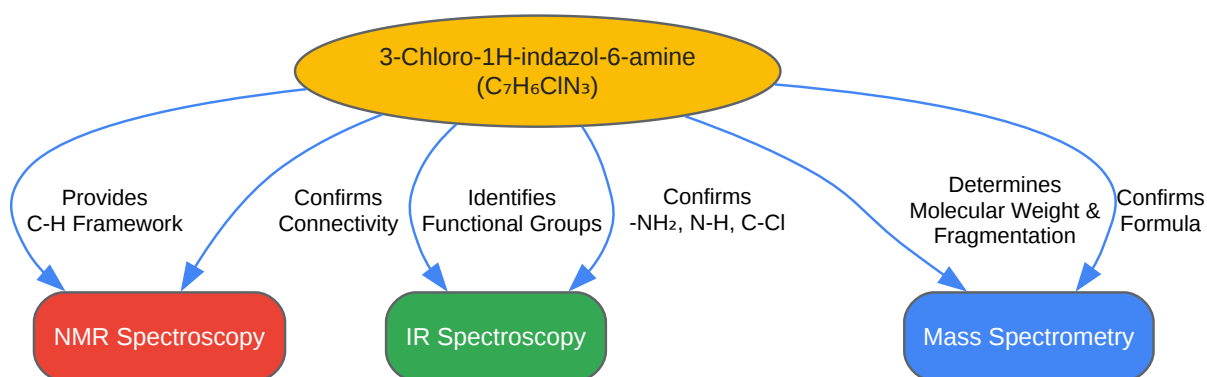 3-Chloro-1H-indazol-6-amine
(C₇H₆ClN₃)
Provides
C-H Framework
Confirms
Connectivity
Identifies
Functional Groups
Confirms
-NH₂, N-H, C-Cl
Determines
Molecular Weight &
Fragmentation
Confirms
Formula
NMR Spectroscopy
IR Spectroscopy
Mass Spectrometry